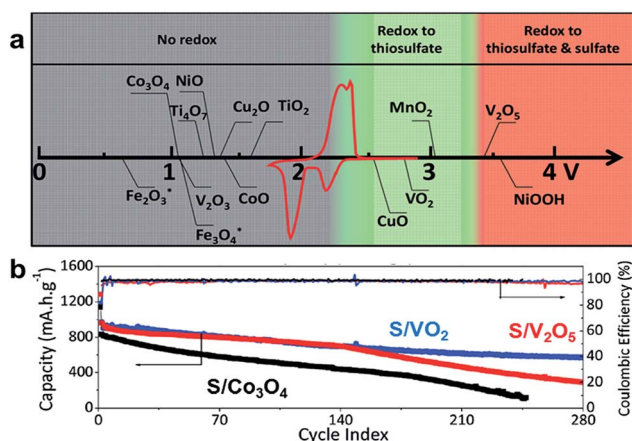 a
No redox
Redox to
thiosulfate
Redox to
thiosulfate & sulfate
Co3O4 NiO
Ti4O7 Cu2O TiO2 MnO2 V2O5
0 1 2 3 4 V
Fe2O3* V2O3 CoO CuO VO2 NiOOH
Fe3O4*
b
Capacity (mA.h.g-1)
1600
1200
800
400
0
S/VO2
S/V2O5
S/Co3O4
100
80
60
40
20
0
Coulombic Efficiency (%)
0 70 140 210 280
Cycle Index